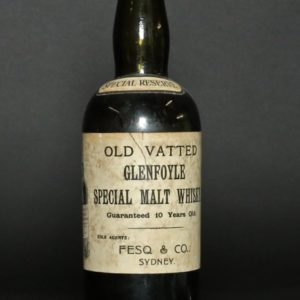 SPECIAL RESERVE
OLD VATTED
GLENFOYLE
SPECIAL MALT WHISKY
Guaranteed 10 Years Old
SOLE AGENTS:
FESQ & CO.,
SYDNEY.